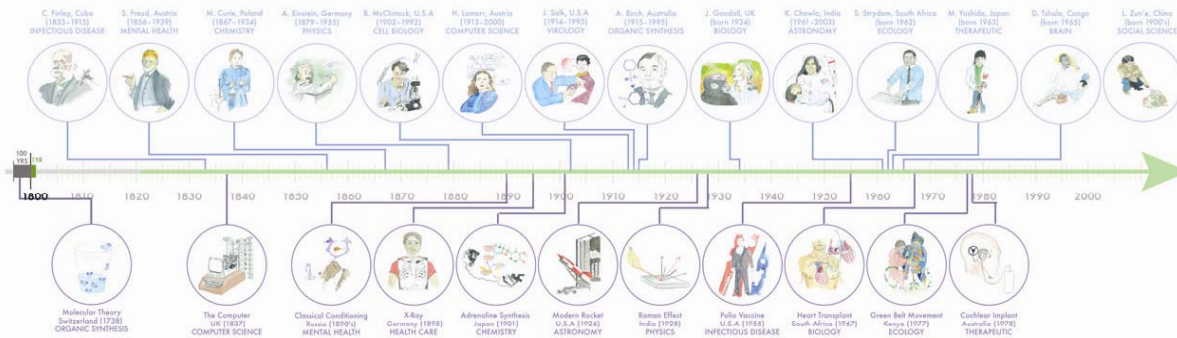 C. Finlay, Cuba
(1833-1915)
INFECTIOUS DISEASE
S. Freud, Austria
(1856-1939)
MENTAL HEALTH
M. Curie, Poland
(1867-1934)
CHEMISTRY
A. Einstein, Germany
(1879-1955)
PHYSICS
B. McClintock, U.S.A
(1902-1992)
CELL BIOLOGY
H. Lamarr, Austria
(1913-2000)
COMPUTER SCIENCE
J. Salk, U.S.A
(1914-1995)
VIROLOGY
A. Birch, Australia
(1915-1995)
ORGANIC SYNTHESIS
J. Goodall, UK
(born 1934)
BIOLOGY
K. Chawla, India
(1961-2003)
ASTRONOMY
S. Strydom, South Africa
(born 1962)
ECOLOGY
M. Yoshida, Japan
(born 1963)
THERAPEUTIC
D. Tshala, Congo
(born 1965)
BRAIN
L. Zun'e, China
(born 1900's)
SOCIAL SCIENCE
100
YRS
1YR
1800
1810
1820
1830
1840
1850
1860
1870
1880
1890
1900
1910
1920
1930
1940
1950
1960
1970
1980
1990
2000
Molecular Theory
Switzerland (1738)
ORGANIC SYNTHESIS
The Computer
UK (1837)
COMPUTER SCIENCE
Classical Conditioning
Russia (1890's)
MENTAL HEALTH
X-Ray
Germany (1895)
HEALTH CARE
Adrenaline Synthesis
Japan (1901)
CHEMISTRY
Modern Rocket
U.S.A (1926)
ASTRONOMY
Raman Effect
India (1928)
PHYSICS
Polio Vaccine
U.S.A (1955)
INFECTIOUS DISEASE
Heart Transplant
South Africa (1967)
BIOLOGY
Green Belt Movement
Kenya (1977)
ECOLOGY
Cochlear Implant
Australia (1978)
THERAPEUTIC